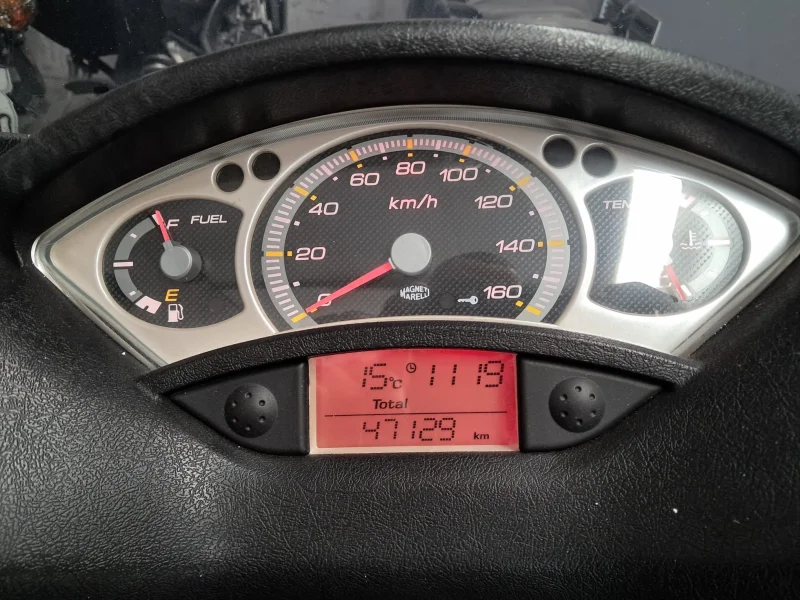 FUEL
F
E
km/h
0
20
40
60
80
100
120
140
160
MAGNETI
MARELLI
15°C 11 19
Total
47129 km